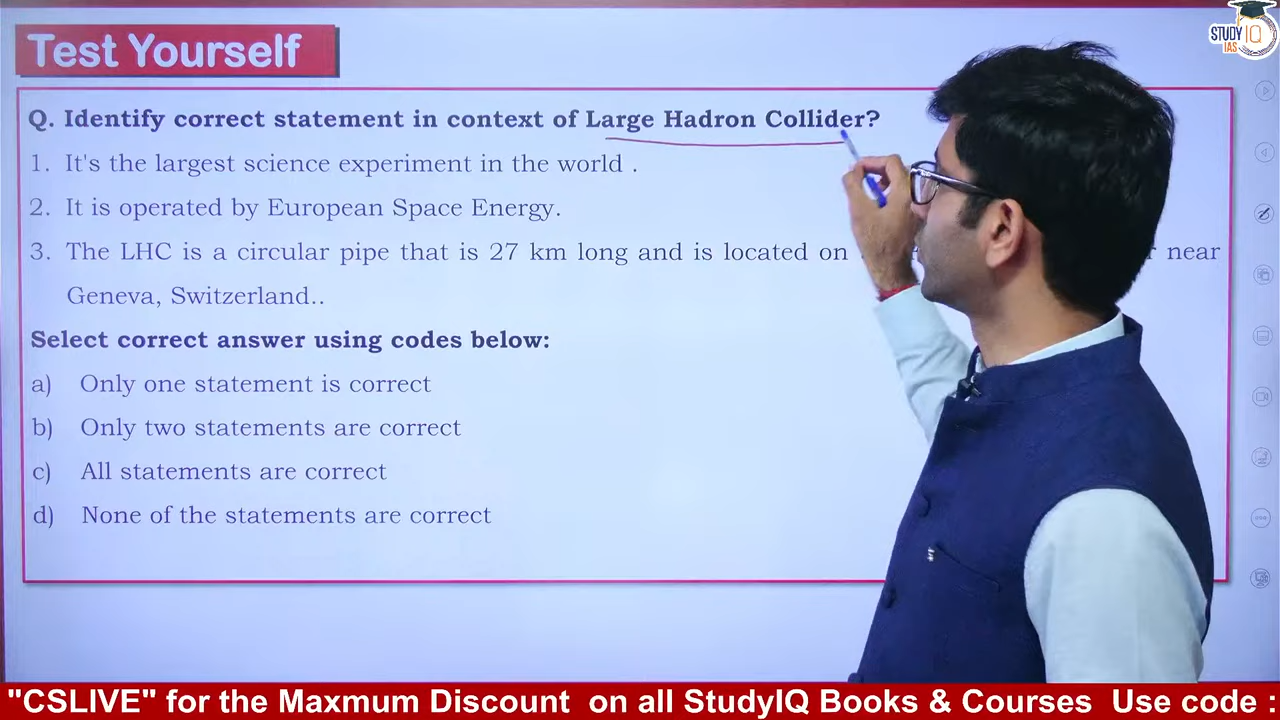 Test Yourself
STUDY IQ
IAS
Q. Identify correct statement in context of Large Hadron Collider?
1. It's the largest science experiment in the world .
2. It is operated by European Space Energy.
3. The LHC is a circular pipe that is 27 km long and is located on near
Geneva, Switzerland..
Select correct answer using codes below:
a) Only one statement is correct
b) Only two statements are correct
c) All statements are correct
d) None of the statements are correct
"CSLIVE" for the Maxmum Discount on all StudyIQ Books & Courses Use code :